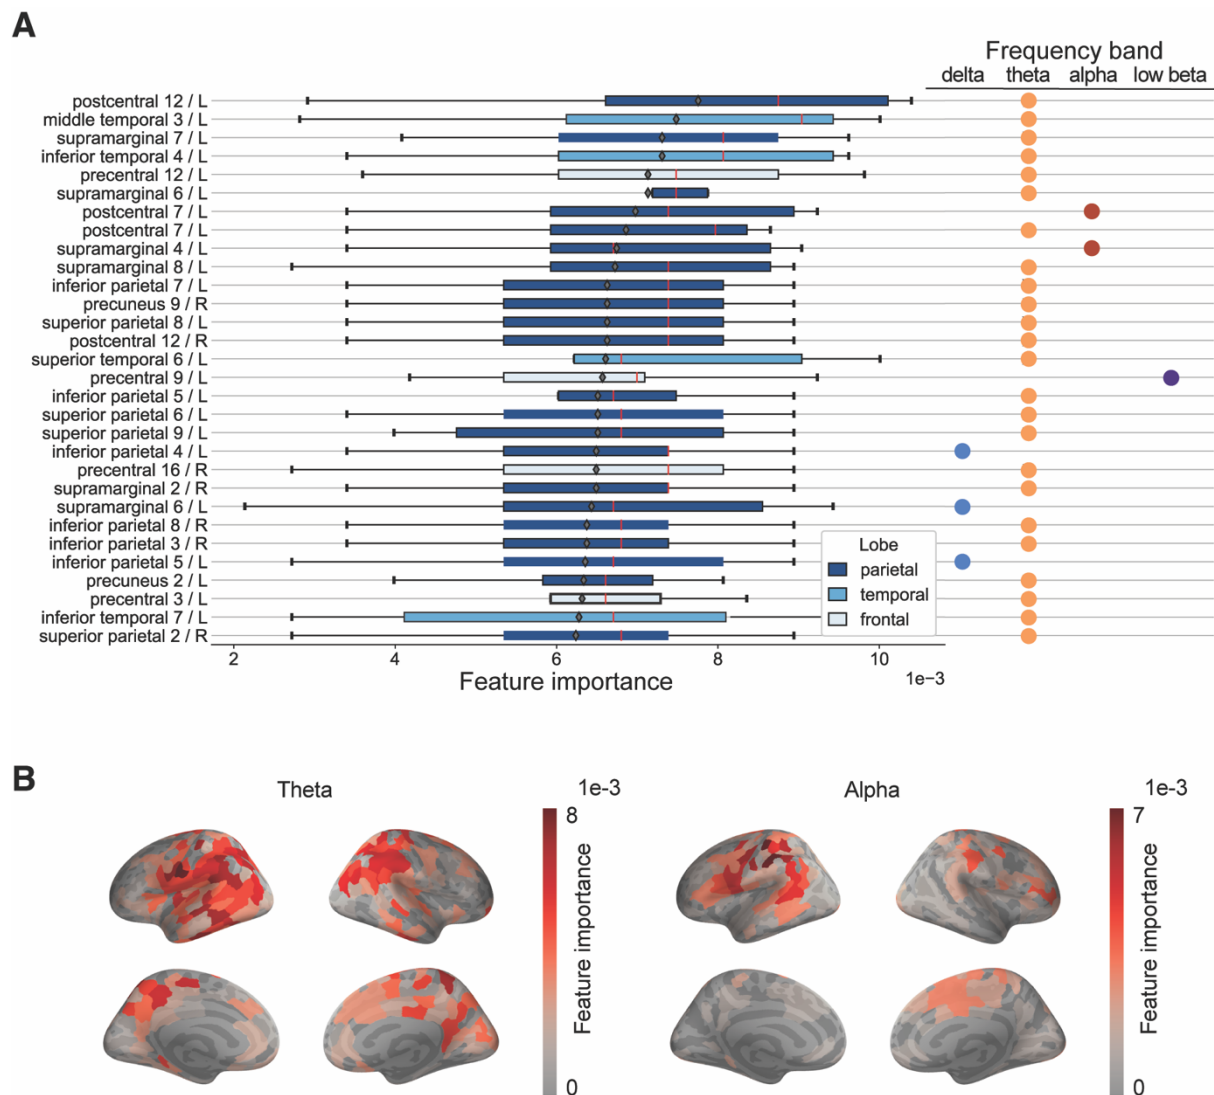 A
Frequency band
delta theta alpha low beta
postcentral 12 / L
middle temporal 3 / L
supramarginal 7 / L
inferior temporal 4 / L
precentral 12 / L
supramarginal 6 / L
postcentral 7 / L
postcentral 7 / L
supramarginal 4 / L
supramarginal 8 / L
inferior parietal 7 / L
precuneus 9 / R
superior parietal 8 / L
postcentral 12 / R
superior temporal 6 / L
precentral 9 / L
inferior parietal 5 / L
superior parietal 6 / L
superior parietal 9 / L
inferior parietal 4 / L
precentral 16 / R
supramarginal 2 / R
supramarginal 6 / L
inferior parietal 8 / R
inferior parietal 3 / R
inferior parietal 5 / L
precuneus 2 / L
precentral 3 / L
inferior temporal 7 / L
superior parietal 2 / R
Lobe
parietal
temporal
frontal
2 4 6 8 10
Feature importance
1e-3
B
Theta
1e-3
8
Feature importance
0
Alpha
1e-3
7
Feature importance
0